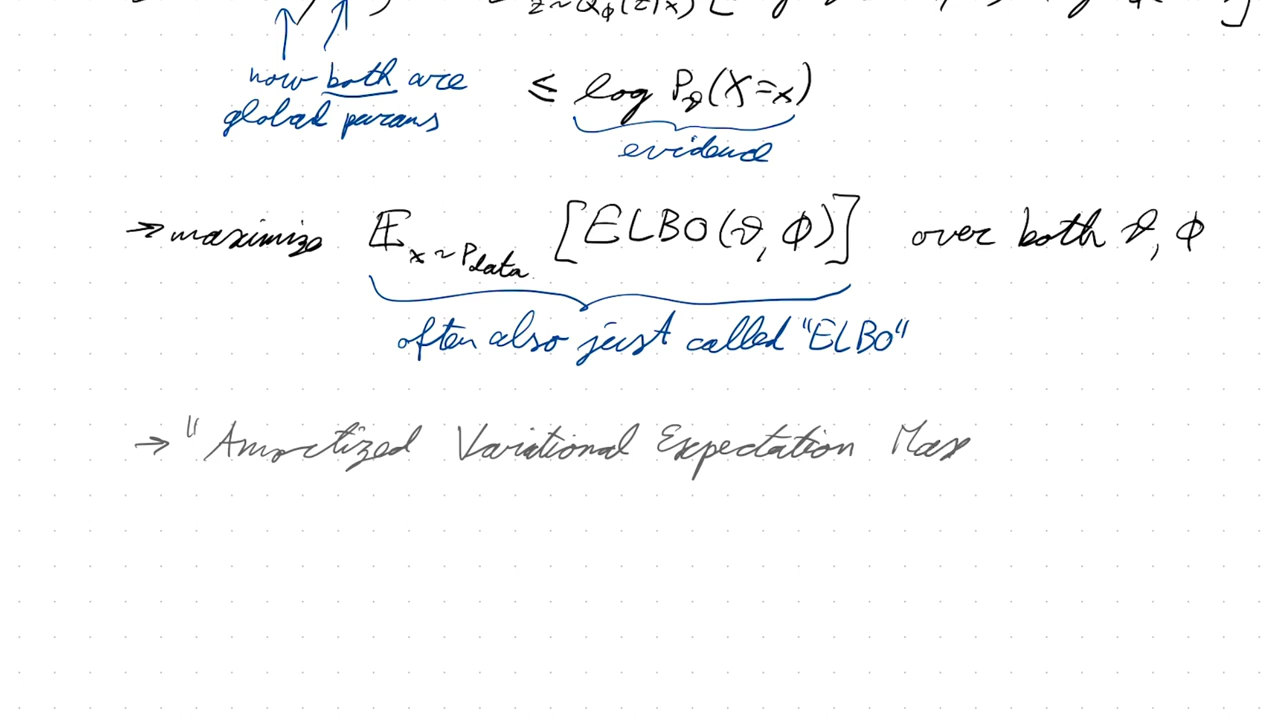 z~Q_ϕ(z|x) [
now both are
global params
≤ log P_ϑ(X=x)
evidence
→ maximize 𝔼_{x~P_data} [ELBO(ϑ, ϕ)] over both ϑ, ϕ
often also just called "ELBO"
→ "Amortized Variational Expectation Max